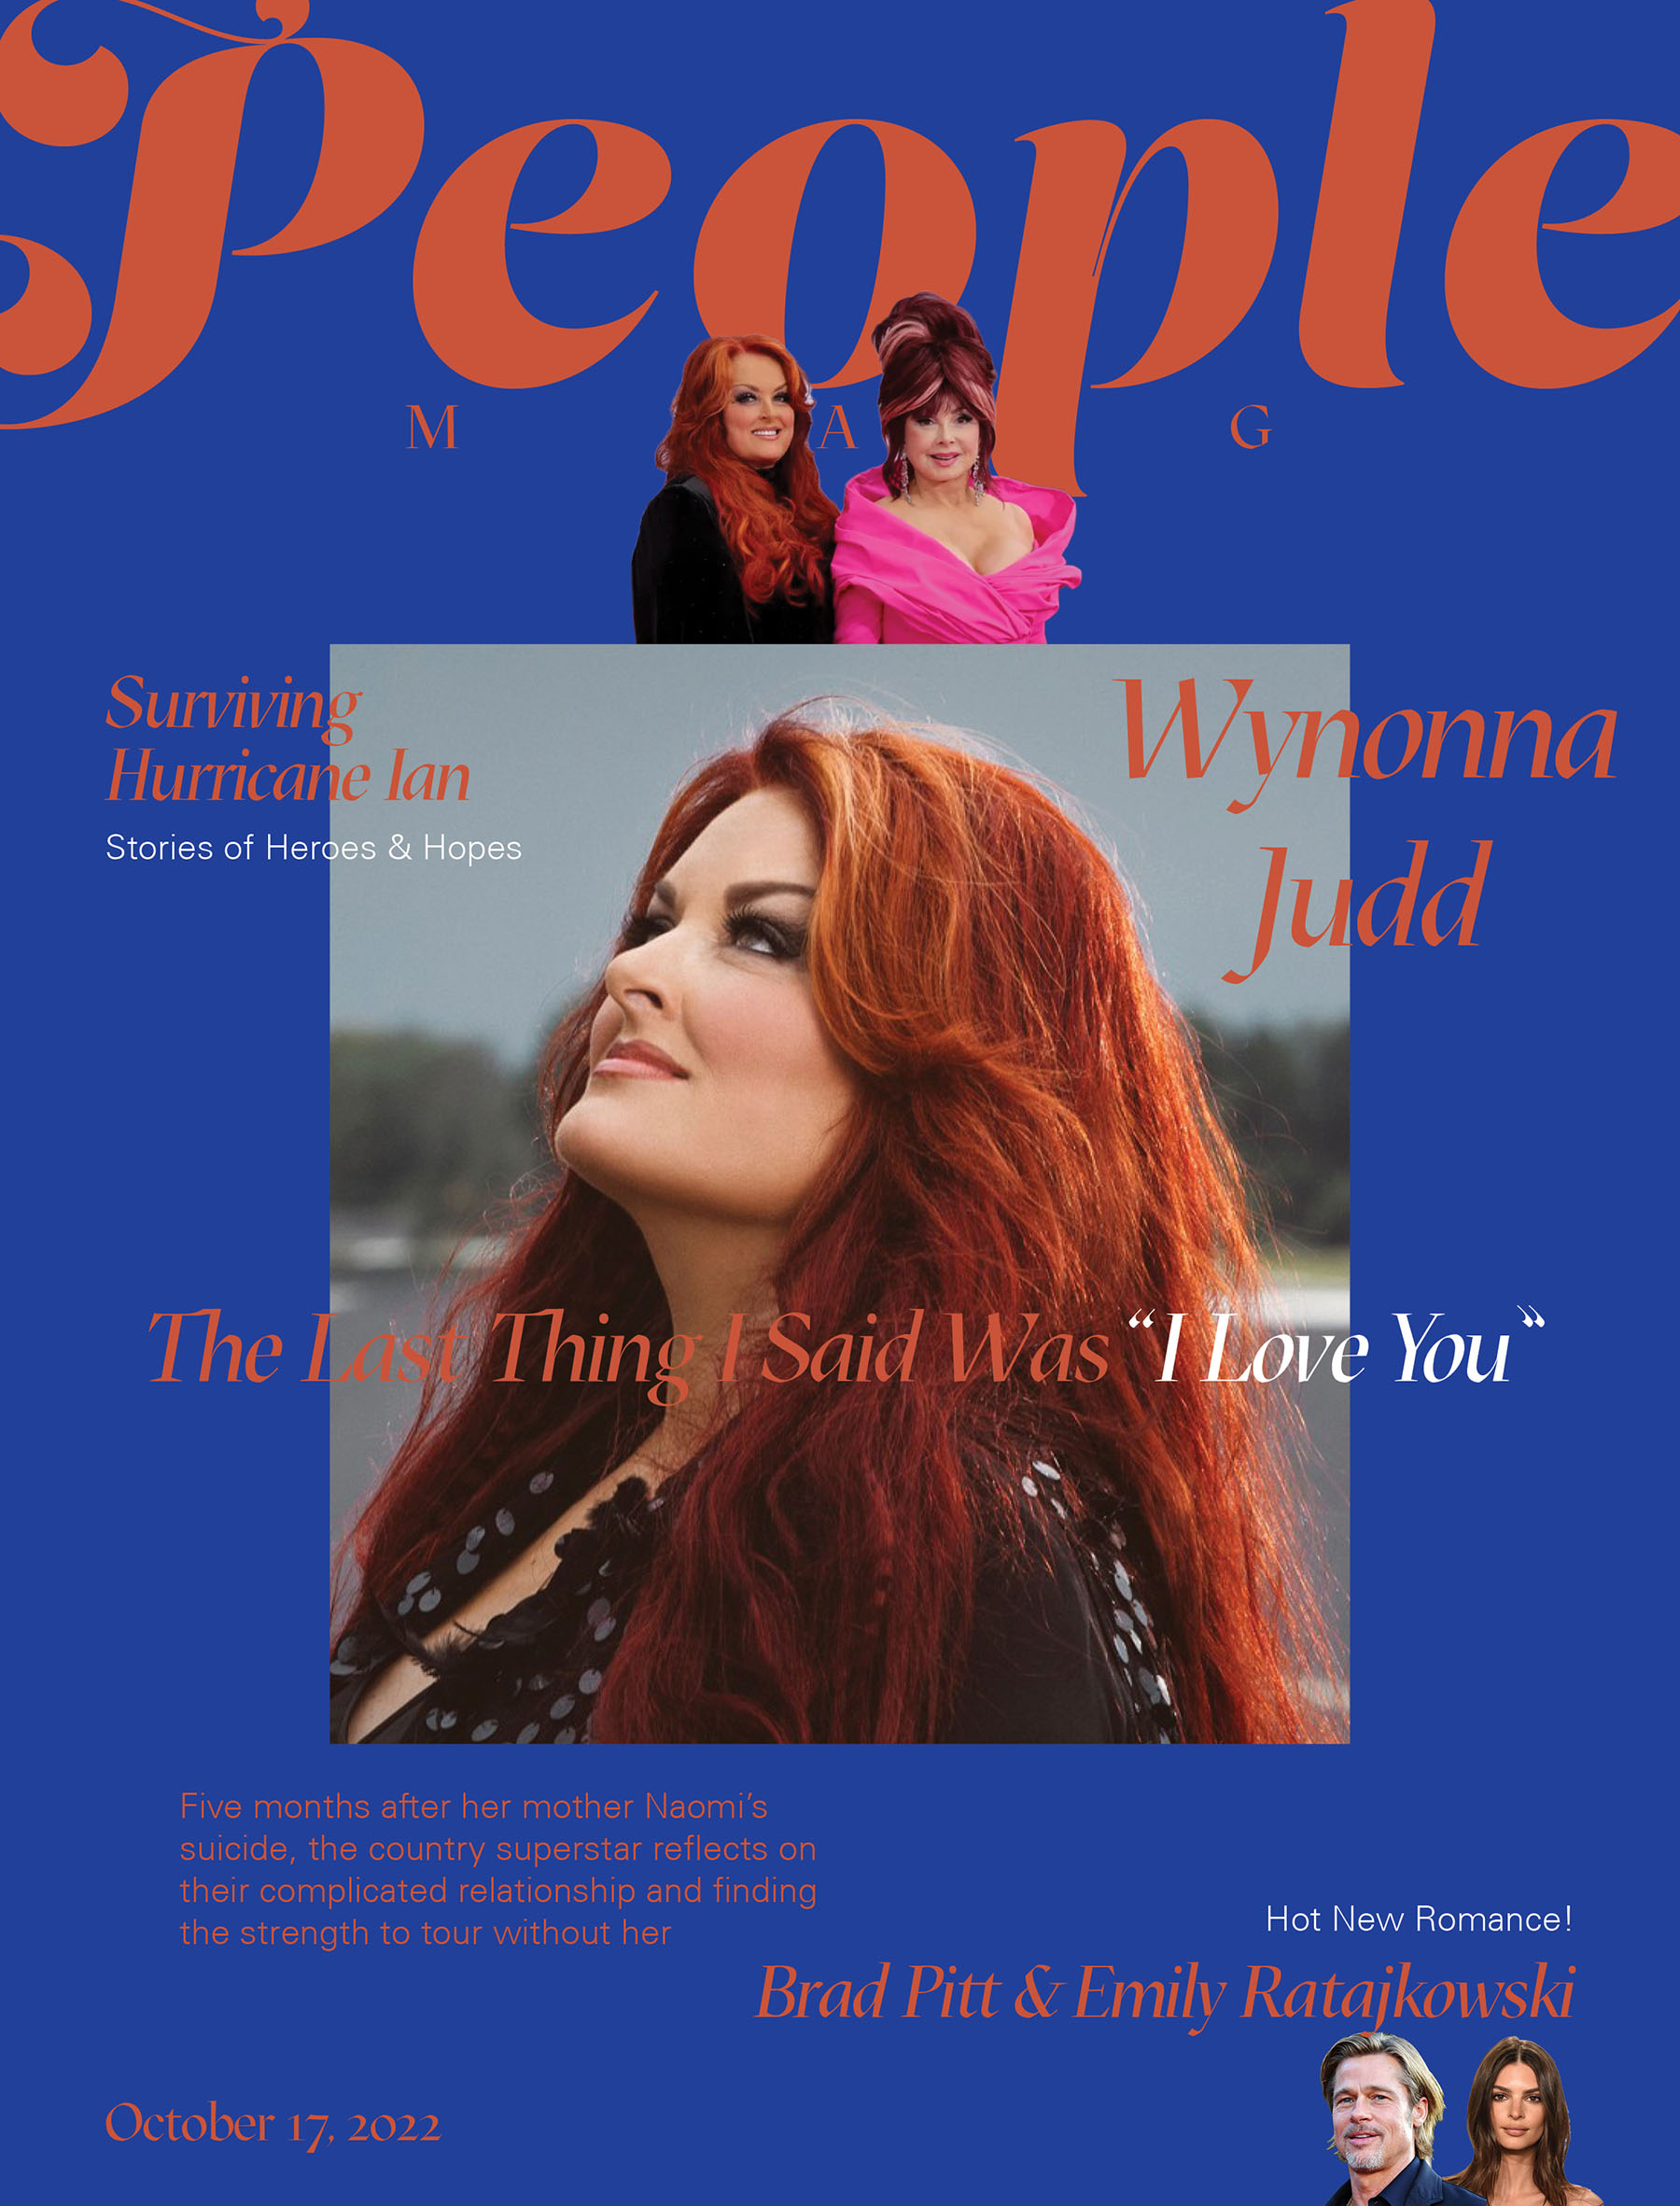 People
M A G
Surviving
Hurricane Ian
Stories of Heroes & Hopes
Wynonna
Judd
The Last Thing I Said Was “I Love You”
Five months after her mother Naomi’s
suicide, the country superstar reflects on
their complicated relationship and finding
the strength to tour without her
Hot New Romance!
Brad Pitt & Emily Ratajkowski
October 17, 2022